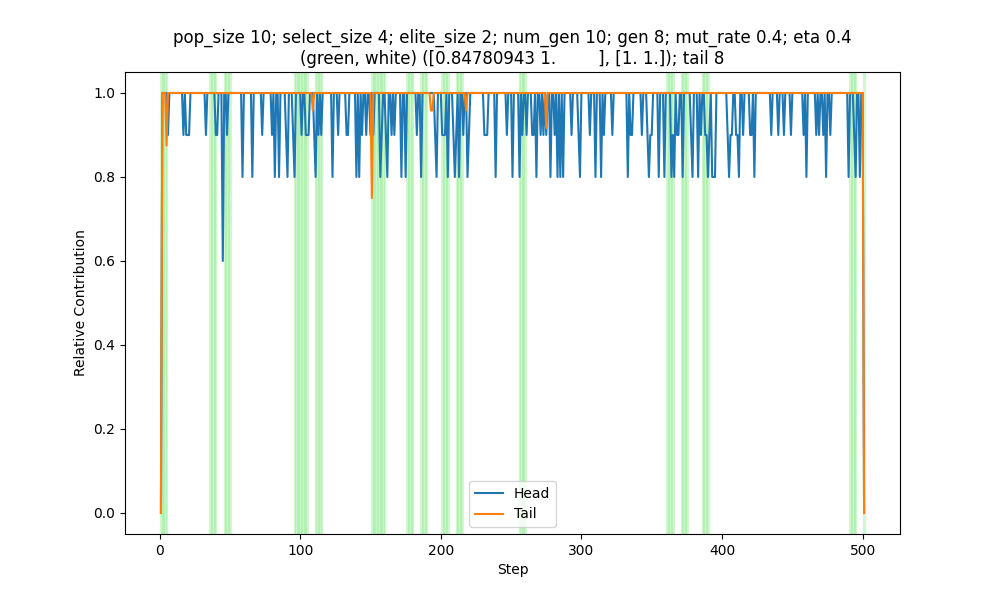 pop_size 10; select_size 4; elite_size 2; num_gen 10; gen 8; mut_rate 0.4; eta 0.4
(green, white) ([0.84780943 1.        ], [1. 1.]); tail 8
1.0
0.8
0.6
0.4
0.2
0.0
Relative Contribution
Head
Tail
0
100
200
300
400
500
Step